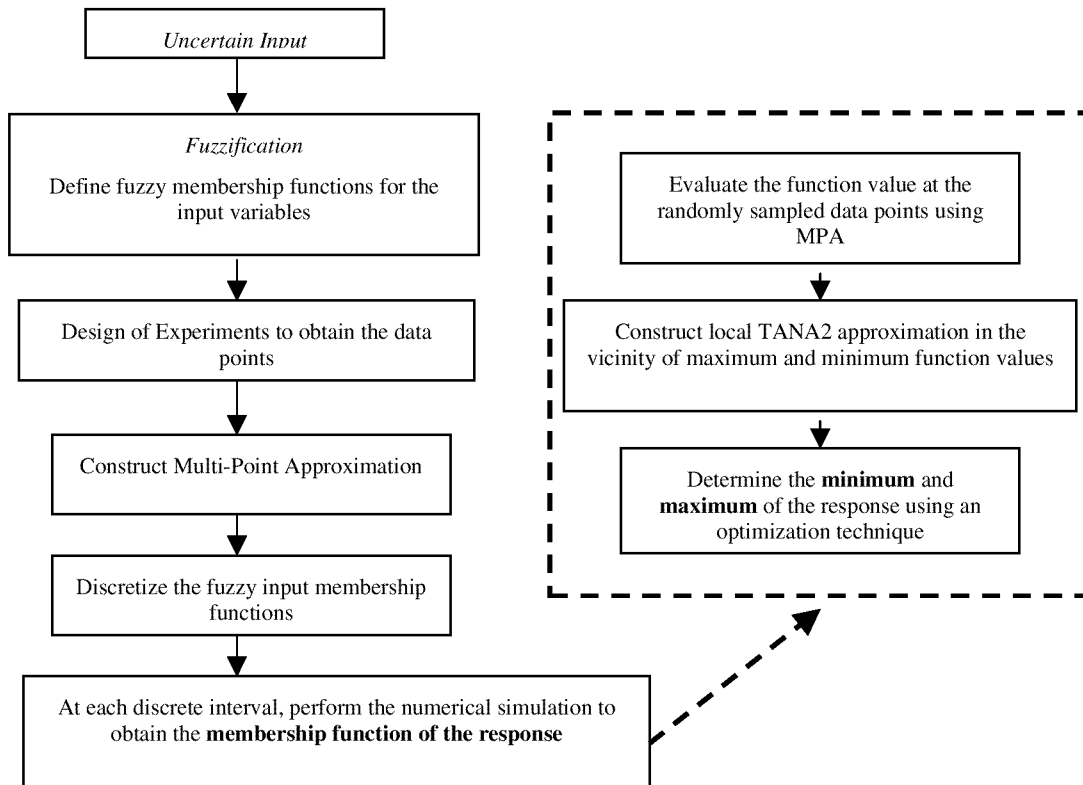 Uncertain Input
Fuzzification
Define fuzzy membership functions for the
input variables
Design of Experiments to obtain the data
points
Construct Multi-Point Approximation
Discretize the fuzzy input membership
functions
At each discrete interval, perform the numerical simulation to
obtain the membership function of the response
Evaluate the function value at the
randomly sampled data points using
MPA
Construct local TANA2 approximation in the
vicinity of maximum and minimum function values
Determine the minimum and
maximum of the response using an
optimization technique